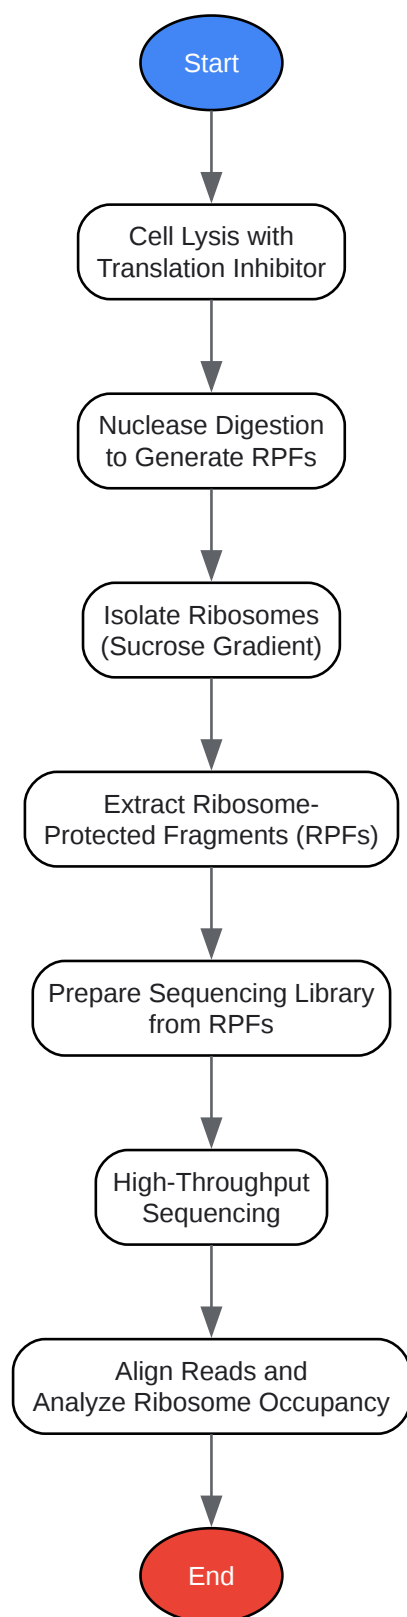 Start
Cell Lysis with
Translation Inhibitor
Nuclease Digestion
to Generate RPFs
Isolate Ribosomes
(Sucrose Gradient)
Extract Ribosome-
Protected Fragments (RPFs)
Prepare Sequencing Library
from RPFs
High-Throughput
Sequencing
Align Reads and
Analyze Ribosome Occupancy
End